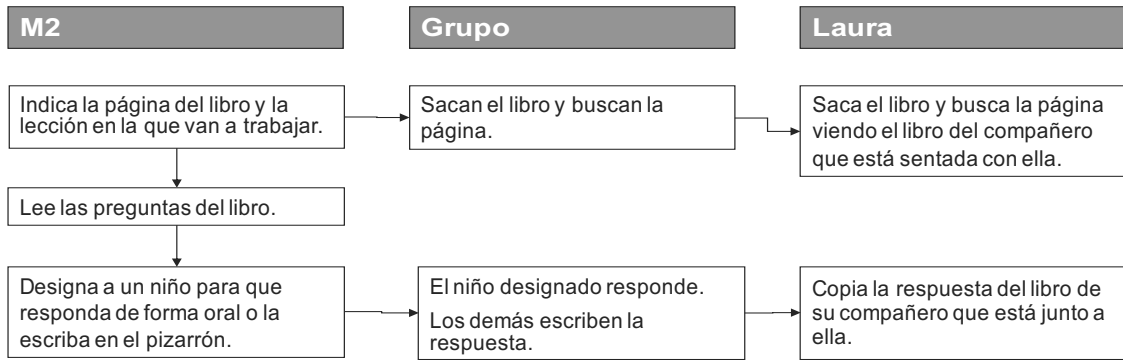 M2
Grupo
Laura
Indica la página del libro y la
lección en la que van a trabajar.
Sacan el libro y buscan la
página.
Saca el libro y busca la página
viendo el libro del compañero
que está sentada con ella.
Lee las preguntas del libro.
Designa a un niño para que
responda de forma oral o la
escriba en el pizarrón.
El niño designado responde.
Los demás escriben la
respuesta.
Copia la respuesta del libro de
su compañero que está junto a
ella.